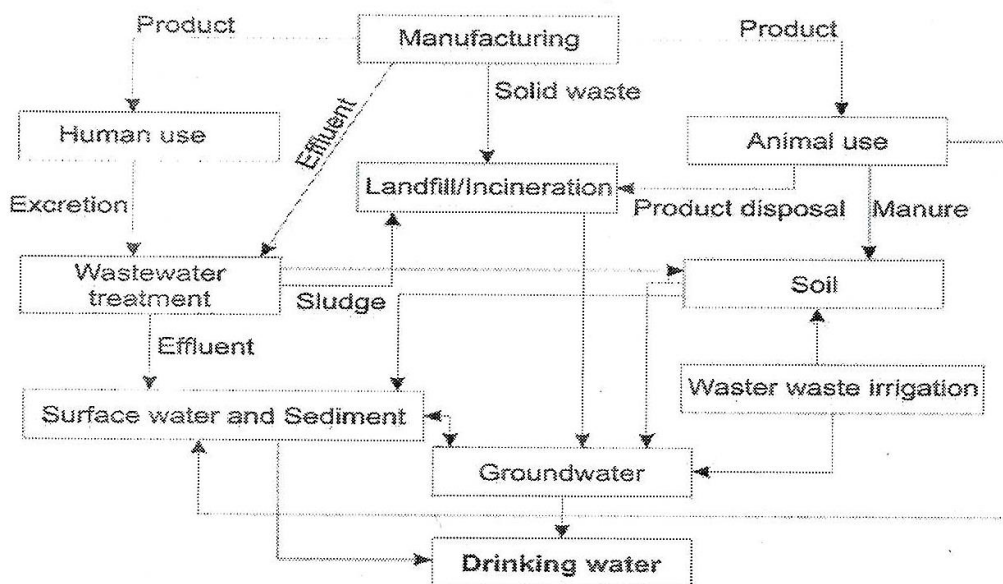 Product
Manufacturing
Product
Solid waste
Human use
Effluent
Animal use
Landfill/Incineration
Excretion
Product disposal
Manure
Wastewater
treatment
Sludge
Soil
Effluent
Waster waste irrigation
Surface water and Sediment
Groundwater
Drinking water